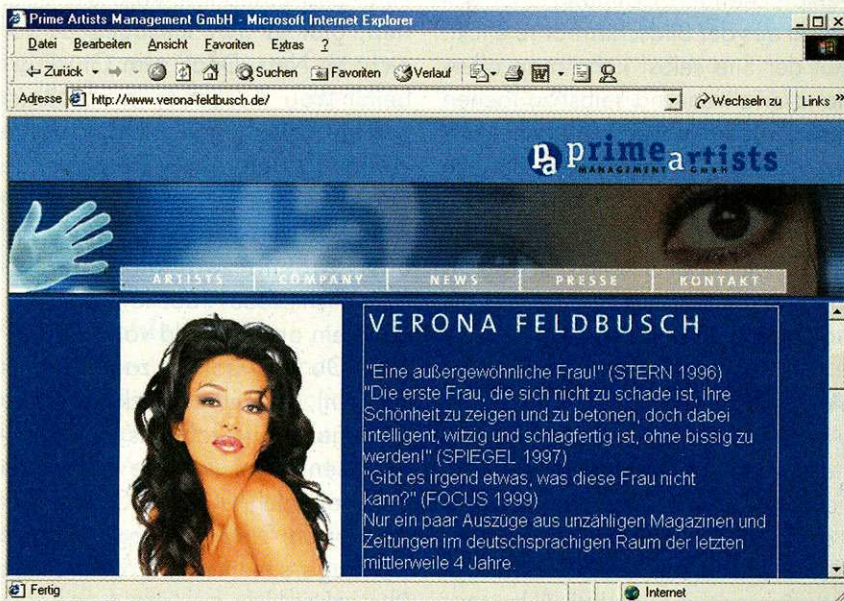 Prime Artists Management GmbH - Microsoft Internet Explorer
Datei Bearbeiten Ansicht Favoriten Extras ?
Zurück Suchen Favoriten Verlauf
Adresse http://www.verona-feldbusch.de/ Wechseln zu Links »
pa prime artists
MANAGEMENT GMBH
ARTISTS COMPANY NEWS PRESSE KONTAKT
VERONA FELDBUSCH
"Eine außergewöhnliche Frau!" (STERN 1996)
"Die erste Frau, die sich nicht zu schade ist, ihre
Schönheit zu zeigen und zu betonen, doch dabei
intelligent, witzig und schlagfertig ist, ohne bissig zu
werden!" (SPIEGEL 1997)
"Gibt es irgend etwas, was diese Frau nicht
kann?" (FOCUS 1999)
Nur ein paar Auszüge aus unzähligen Magazinen und
Zeitungen im deutschsprachigen Raum der letzten
mittlerweile 4 Jahre.
Fertig Internet